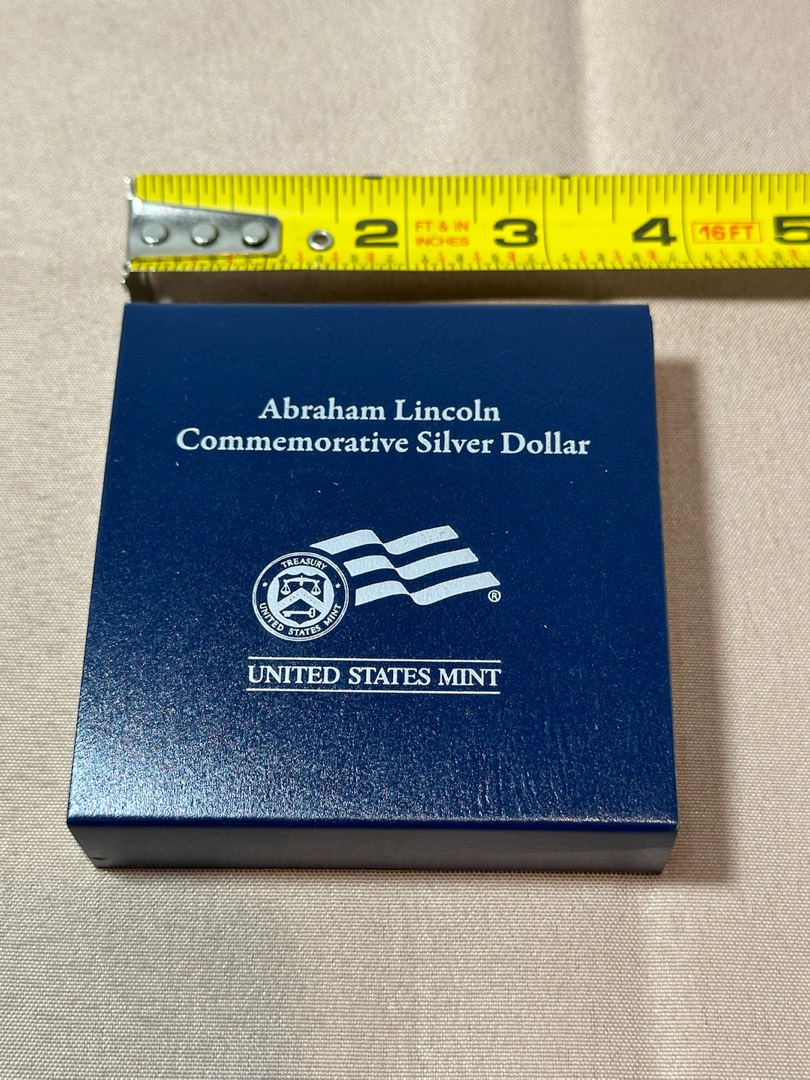 2 FT & IN INCHES 3 4 16FT 5
Abraham Lincoln
Commemorative Silver Dollar
TREASURY
UNITED STATES MINT
®
UNITED STATES MINT